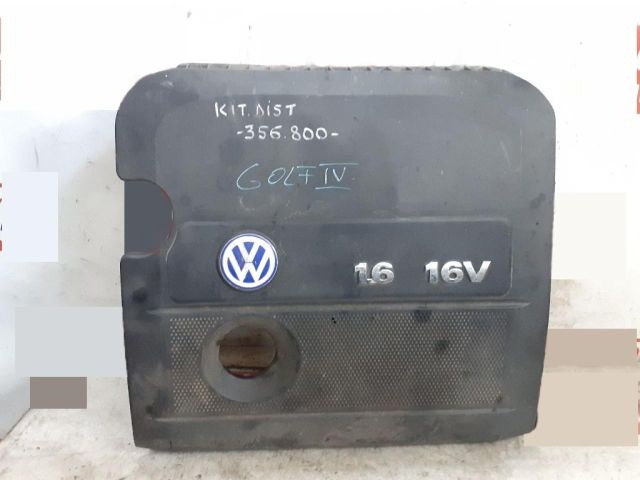 KIT.DIST
-356.800-
GOLF IV
VW
1.6 16V